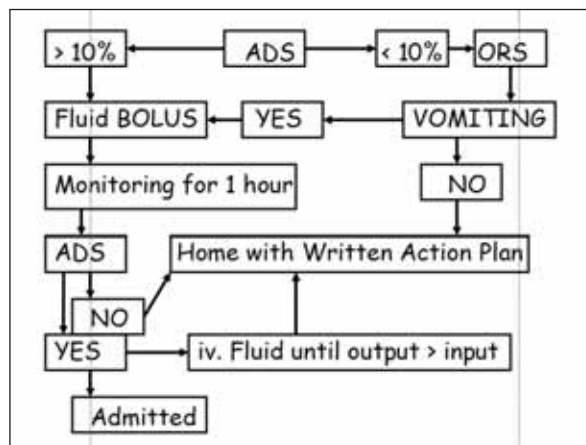 > 10%
ADS
< 10%
ORS
Fluid BOLUS
YES
VOMITING
Monitoring for 1 hour
NO
ADS
Home with Written Action Plan
NO
YES
iv. Fluid until output > input
Admitted